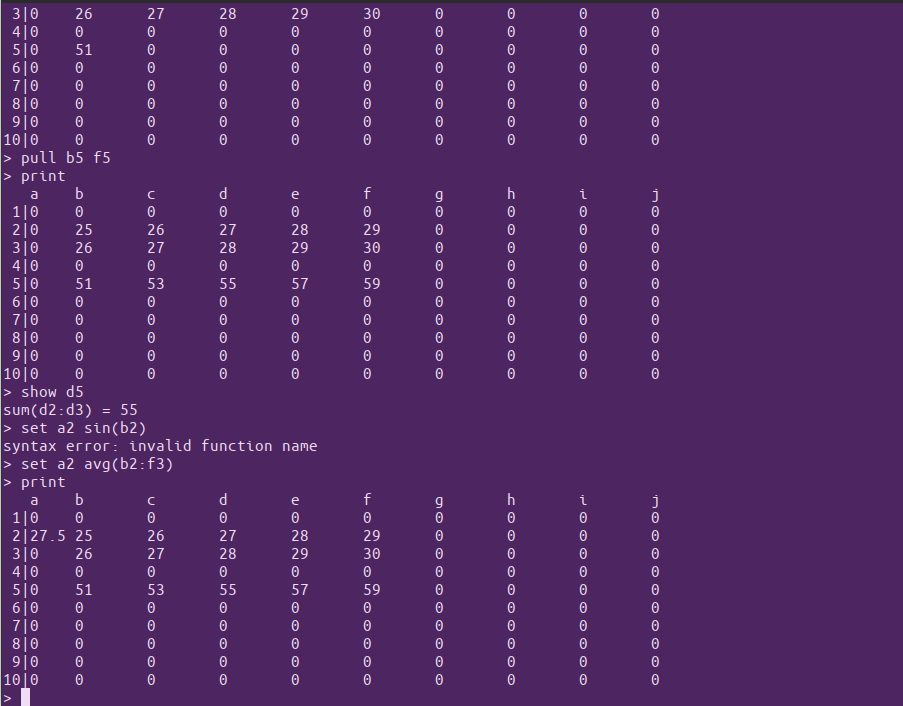 3|0    26      27      28      29      30      0       0       0       0
 4|0    0       0       0       0       0       0       0       0       0
 5|0    51      0       0       0       0       0       0       0       0
 6|0    0       0       0       0       0       0       0       0       0
 7|0    0       0       0       0       0       0       0       0       0
 8|0    0       0       0       0       0       0       0       0       0
 9|0    0       0       0       0       0       0       0       0       0
10|0    0       0       0       0       0       0       0       0       0
> pull b5 f5
> print
   a    b       c       d       e       f       g       h       i       j
 1|0    0       0       0       0       0       0       0       0       0
 2|0    25      26      27      28      29      0       0       0       0
 3|0    26      27      28      29      30      0       0       0       0
 4|0    0       0       0       0       0       0       0       0       0
 5|0    51      53      55      57      59      0       0       0       0
 6|0    0       0       0       0       0       0       0       0       0
 7|0    0       0       0       0       0       0       0       0       0
 8|0    0       0       0       0       0       0       0       0       0
 9|0    0       0       0       0       0       0       0       0       0
10|0    0       0       0       0       0       0       0       0       0
> show d5
sum(d2:d3) = 55
> set a2 sin(b2)
syntax error: invalid function name
> set a2 avg(b2:f3)
> print
   a    b       c       d       e       f       g       h       i       j
 1|0    0       0       0       0       0       0       0       0       0
 2|27.5 25      26      27      28      29      0       0       0       0
 3|0    26      27      28      29      30      0       0       0       0
 4|0    0       0       0       0       0       0       0       0       0
 5|0    51      53      55      57      59      0       0       0       0
 6|0    0       0       0       0       0       0       0       0       0
 7|0    0       0       0       0       0       0       0       0       0
 8|0    0       0       0       0       0       0       0       0       0
 9|0    0       0       0       0       0       0       0       0       0
10|0    0       0       0       0       0       0       0       0       0
>